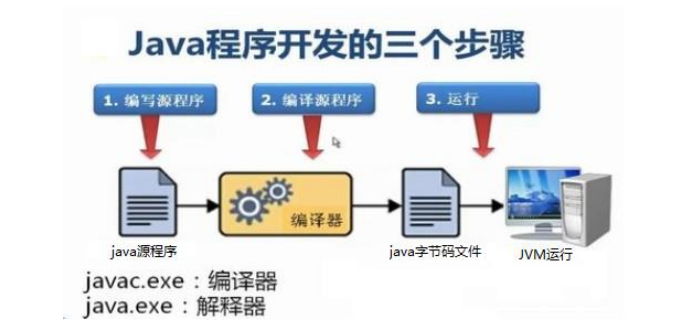 Java程序开发的三个步骤
1. 编写源程序
2. 编译源程序
3. 运行
编译器
java源程序
java字节码文件
JVM运行
javac.exe：编译器
java.exe：解释器